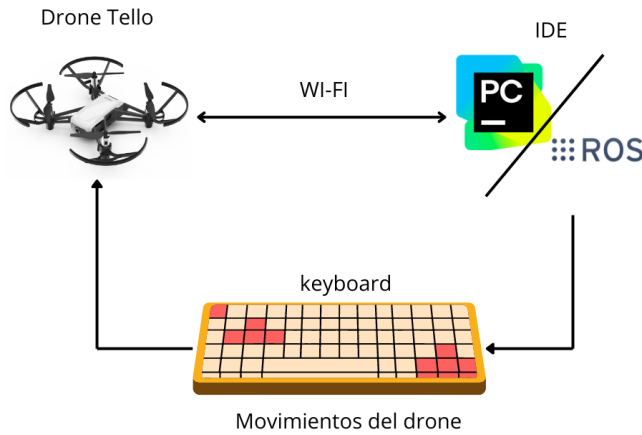 Drone Tello
IDE
WI-FI
PC
ROS
keyboard
Movimientos del drone